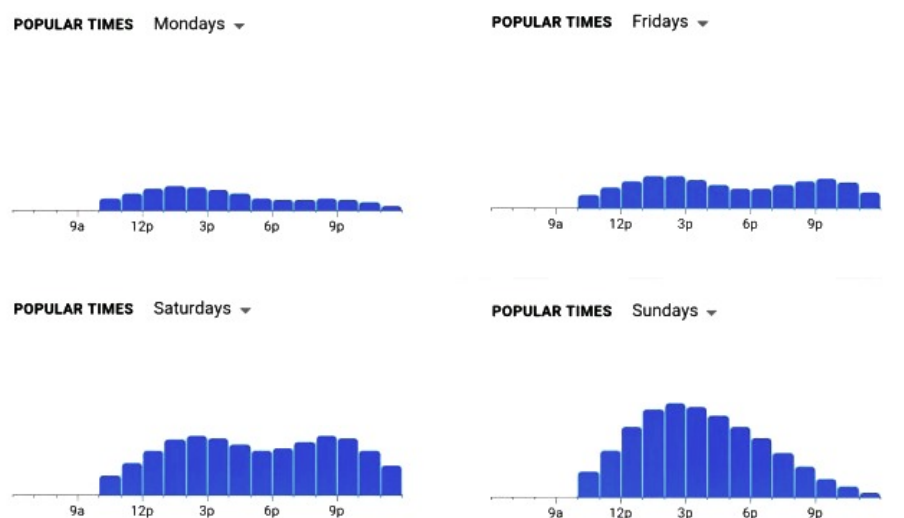 POPULAR TIMES Mondays
9a 12p 3p 6p 9p
POPULAR TIMES Fridays
9a 12p 3p 6p 9p
POPULAR TIMES Saturdays
9a 12p 3p 6p 9p
POPULAR TIMES Sundays
9a 12p 3p 6p 9p